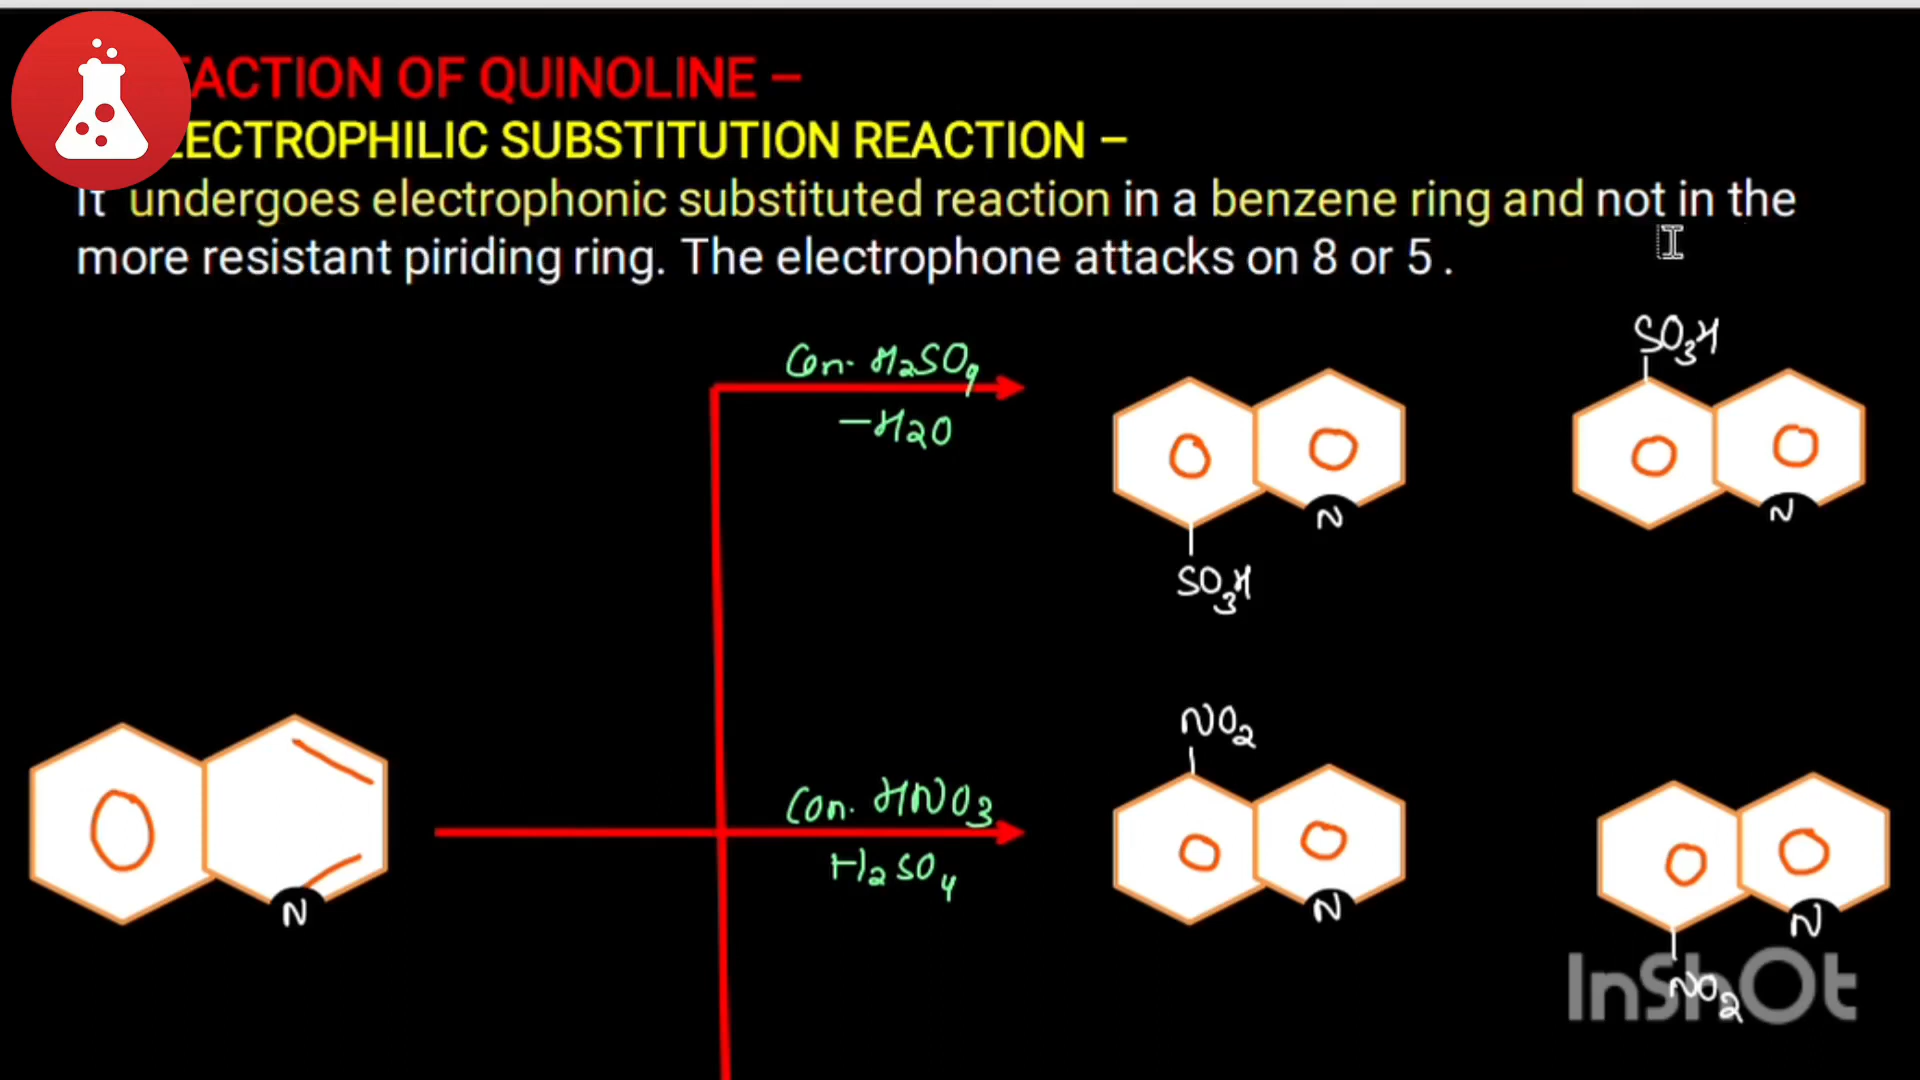 EACTION OF QUINOLINE –
LECTROPHILIC SUBSTITUTION REACTION –
It undergoes electrophonic substituted reaction in a benzene ring and not in the
more resistant piriding ring. The electrophone attacks on 8 or 5 .
SO3H
Con. H2SO4
-H2O
N
N
SO3H
NO2
Con. HNO3
H2SO4
N
N
N
NO2
InShOt